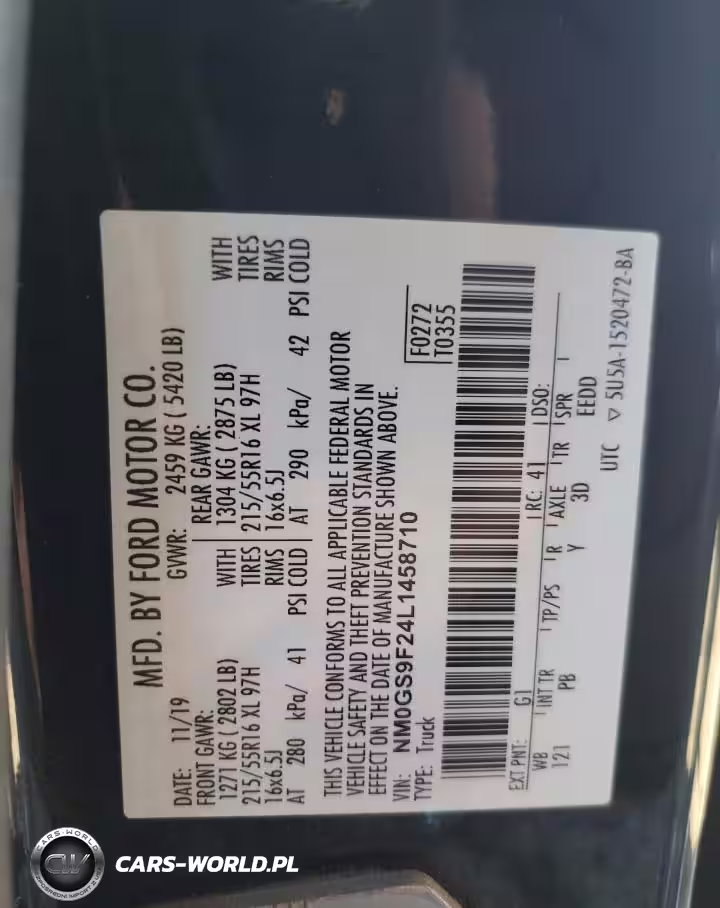 MFD. BY FORD MOTOR CO.
DATE: 11/19 GVWR: 2459 KG ( 5420 LB)
FRONT GAWR: REAR GAWR:
1271 KG ( 2802 LB) WITH 1304 KG ( 2875 LB) WITH
215/55R16 XL 97H TIRES 215/55R16 XL 97H TIRES
16x6.5J RIMS 16x6.5J RIMS
AT 280 kPa/ 41 PSI COLD AT 290 kPa/ 42 PSI COLD
THIS VEHICLE CONFORMS TO ALL APPLICABLE FEDERAL MOTOR
VEHICLE SAFETY AND THEFT PREVENTION STANDARDS IN
EFFECT ON THE DATE OF MANUFACTURE SHOWN ABOVE.
VIN: NM0GS9F24L1458710
TYPE: Truck
F0272
T0355
EXT PNT: G1 RC: 41 DSO:
WB INT TR TP/PS R AXLE TR SPR
121 PB Y 3D EEDD
UTC ▽ 5U5A-1520472-BA
CARS-WORLD
CW
CARS-WORLD.PL